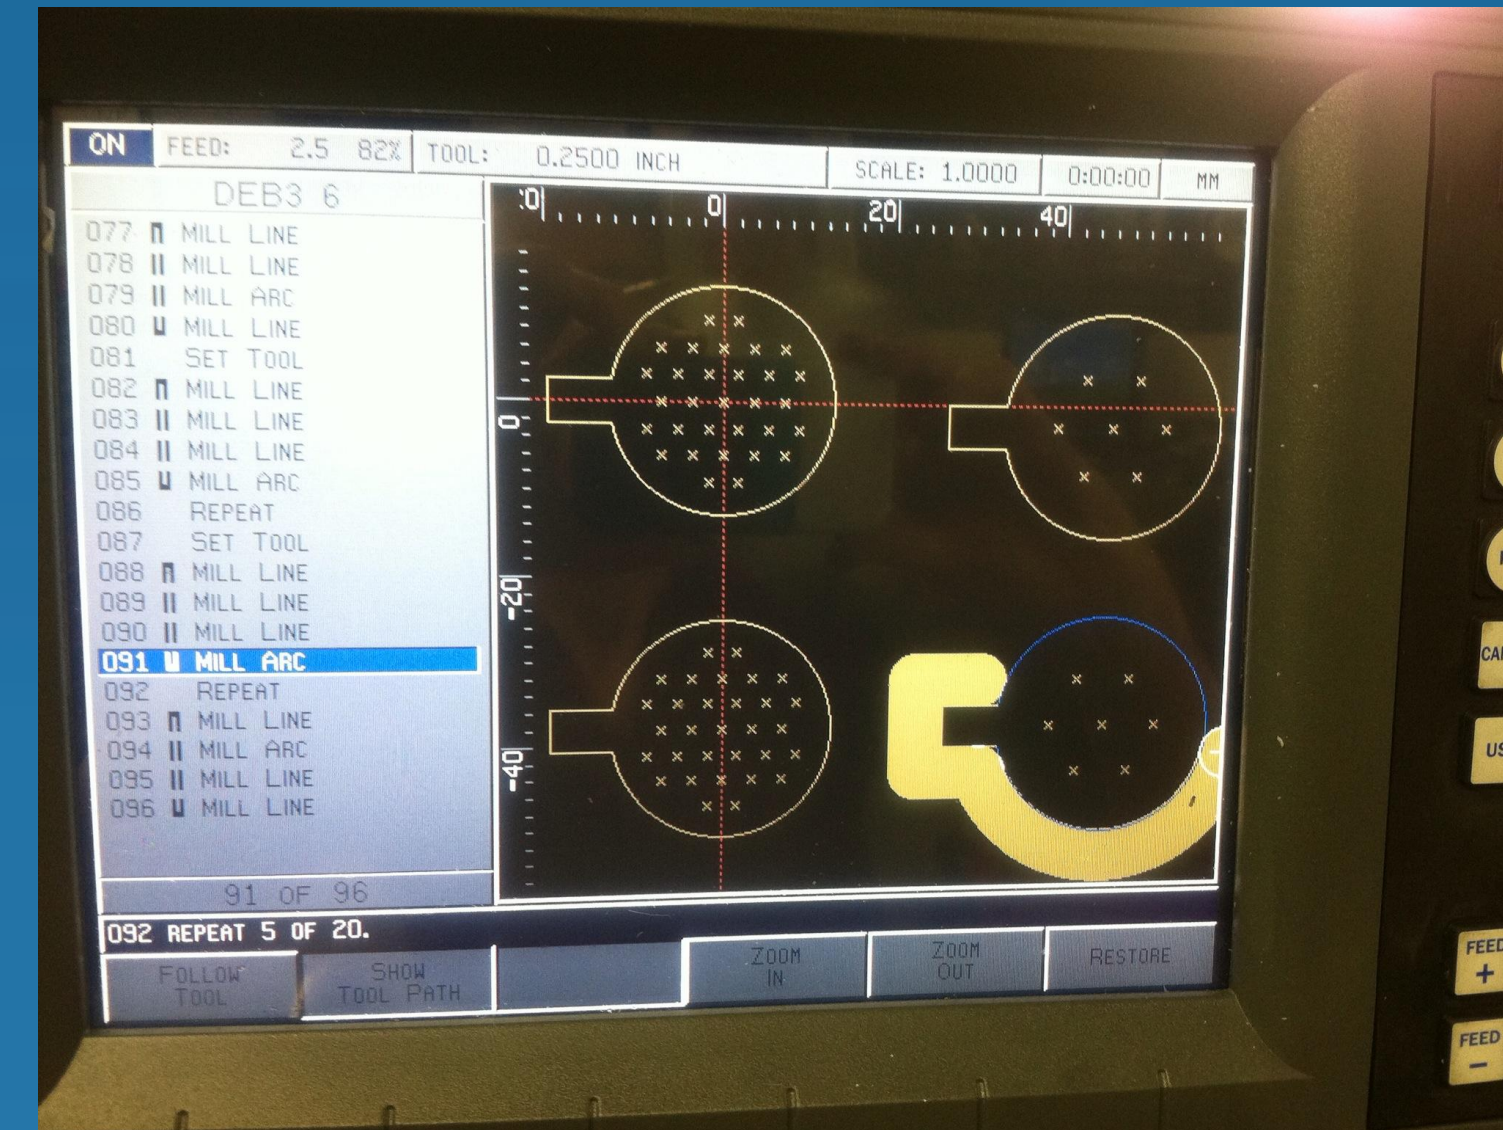 ON FEED: 2.5 82% TOOL: 0.2500 INCH SCALE: 1.0000 0:00:00 MM
DEB3 6
077 MILL LINE
078 MILL LINE
079 MILL ARC
080 MILL LINE
081 SET TOOL
082 MILL LINE
083 MILL LINE
084 MILL LINE
085 MILL ARC
086 REPEAT
087 SET TOOL
088 MILL LINE
089 MILL LINE
090 MILL LINE
091 MILL ARC
092 REPEAT
093 MILL LINE
094 MILL ARC
095 MILL LINE
096 MILL LINE
91 OF 96
:0 0 20 40
0
-20
-40
092 REPEAT 5 OF 20.
FOLLOW TOOL
SHOW TOOL PATH
ZOOM IN
ZOOM OUT
RESTORE
FEED +
FEED -